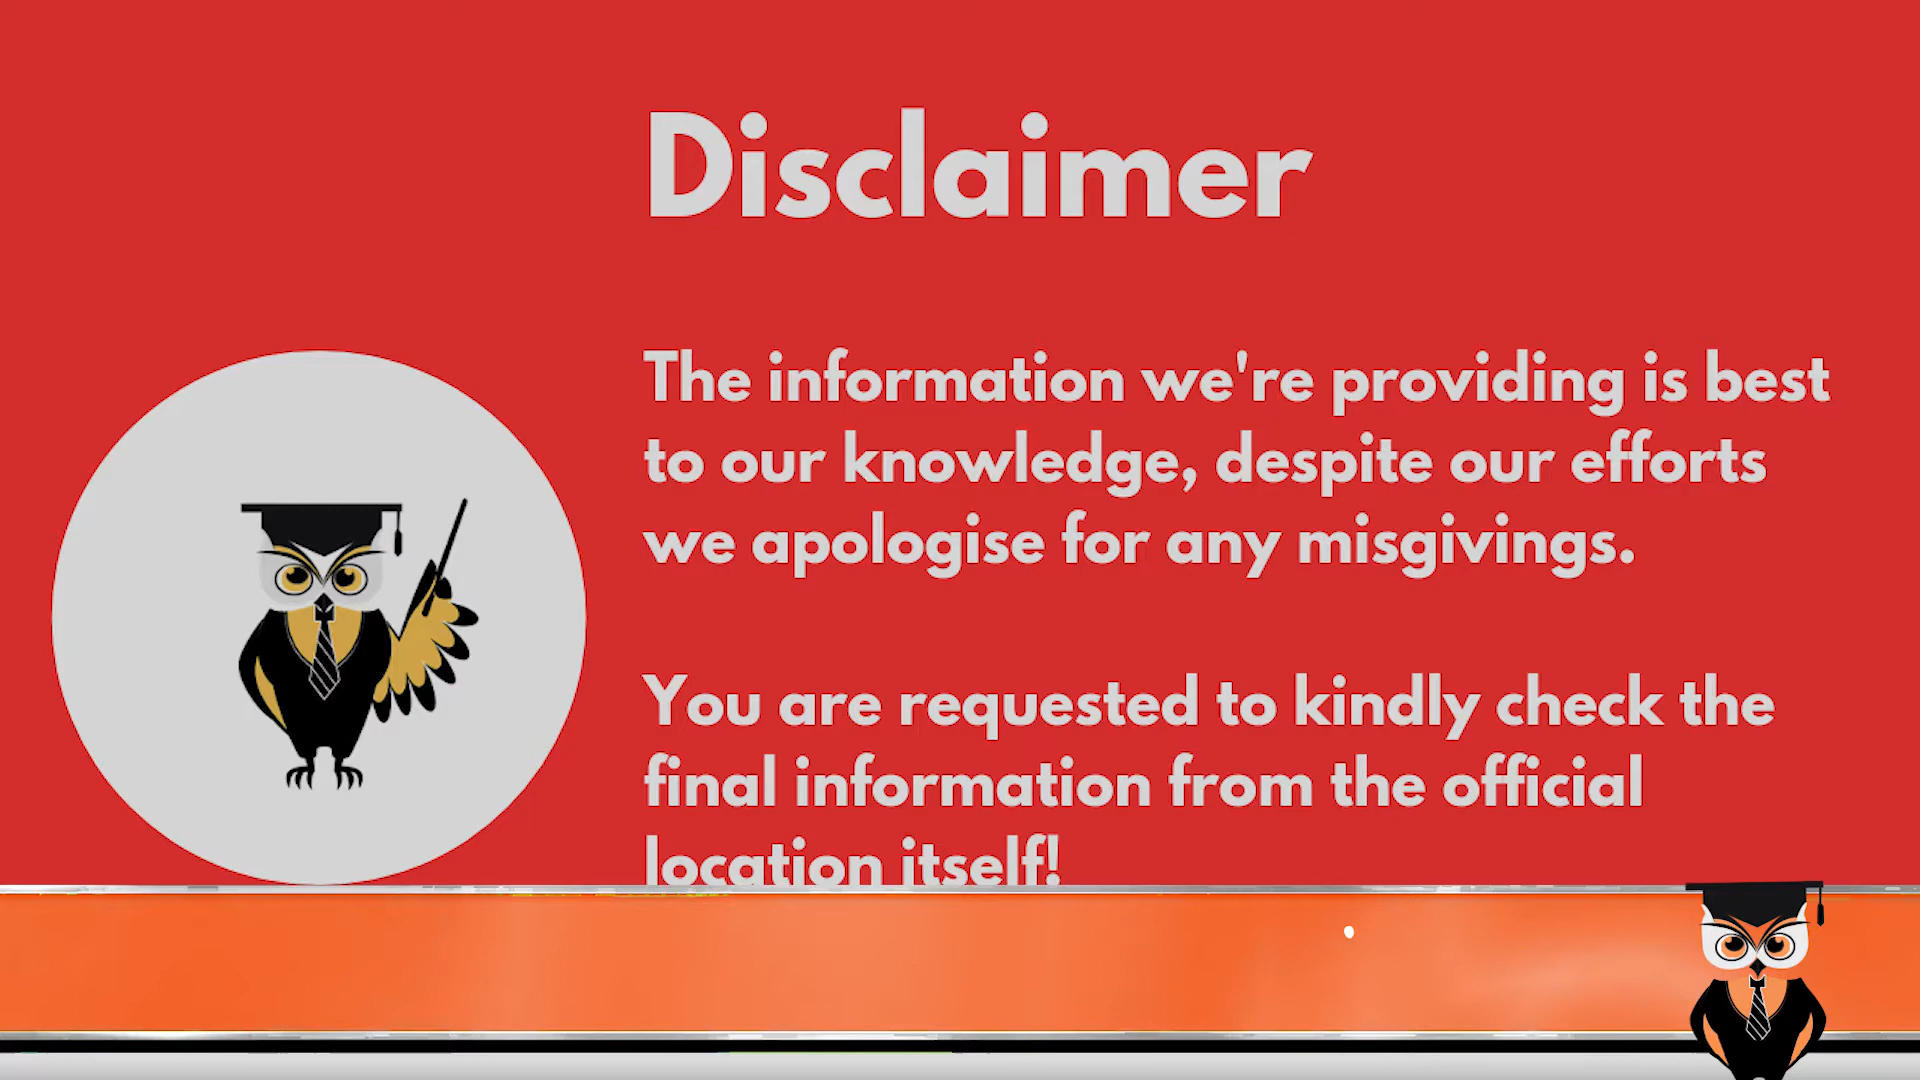 Disclaimer
The information we're providing is best
to our knowledge, despite our efforts
we apologise for any misgivings.
You are requested to kindly check the
final information from the official
location itself!